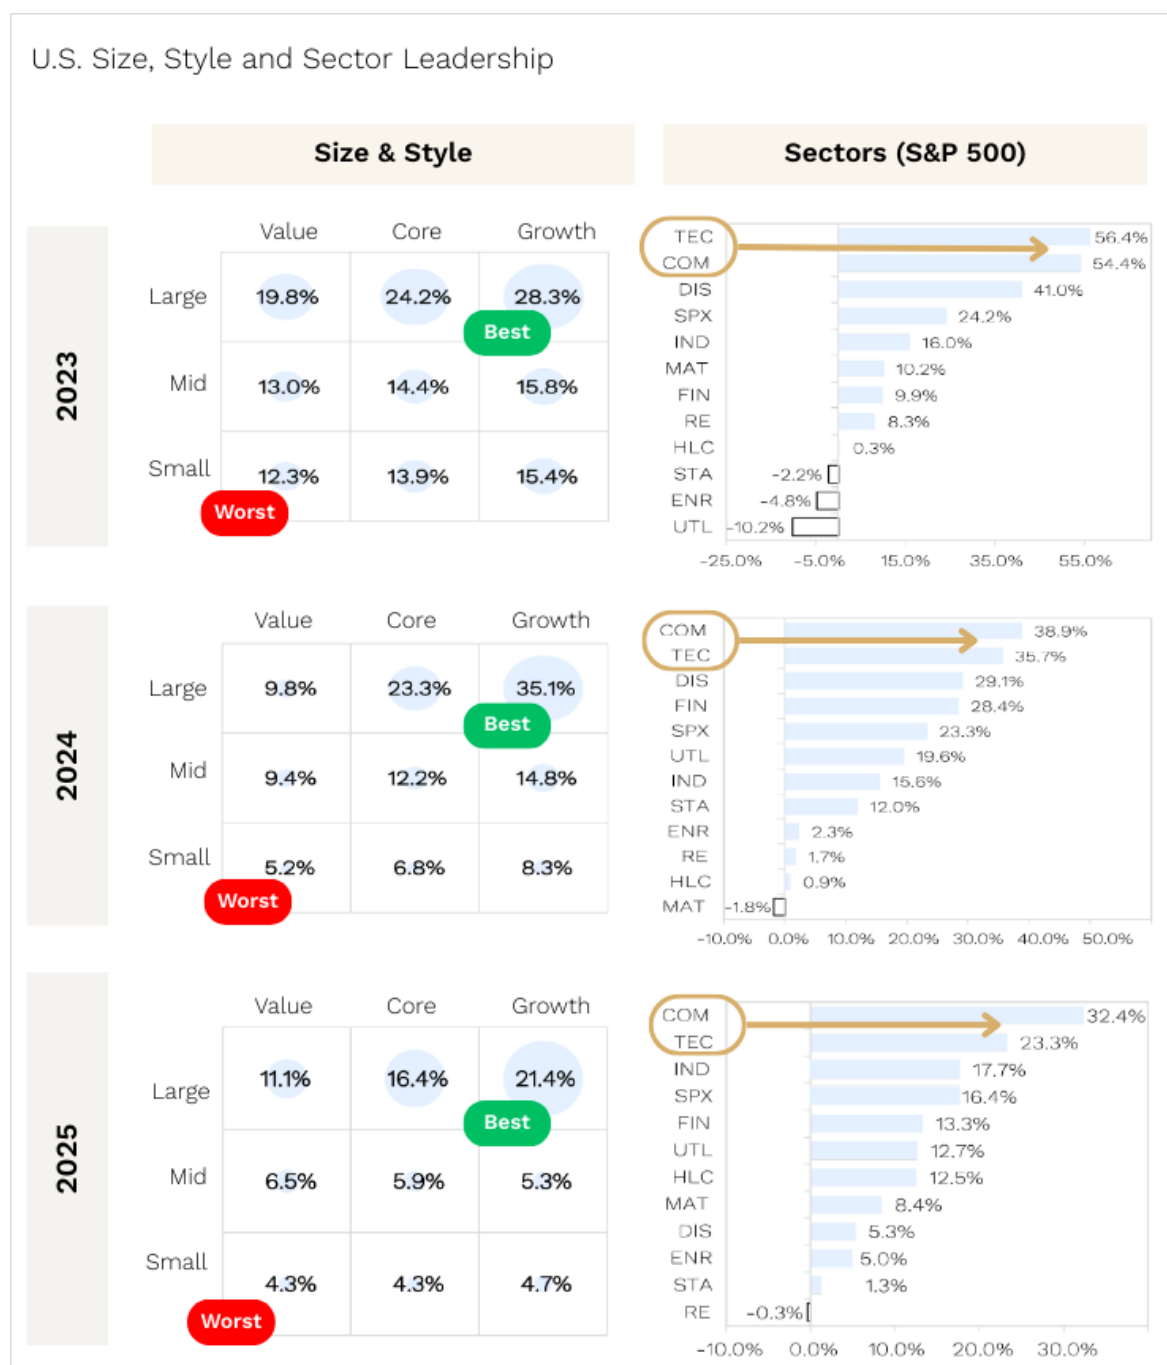 U.S. Size, Style and Sector Leadership
Size & Style
Sectors (S&P 500)
2023
Value Core Growth
Large 19.8% 24.2% 28.3%
Best
Mid 13.0% 14.4% 15.8%
Small 12.3% 13.9% 15.4%
Worst
TEC 56.4%
COM 54.4%
DIS 41.0%
SPX 24.2%
IND 16.0%
MAT 10.2%
FIN 9.9%
RE 8.3%
HLC 0.3%
STA -2.2%
ENR -4.8%
UTL -10.2%
-25.0% -5.0% 15.0% 35.0% 55.0%
2024
Value Core Growth
Large 9.8% 23.3% 35.1%
Best
Mid 9.4% 12.2% 14.8%
Small 5.2% 6.8% 8.3%
Worst
COM 38.9%
TEC 35.7%
DIS 29.1%
FIN 28.4%
SPX 23.3%
UTL 19.6%
IND 15.6%
STA 12.0%
ENR 2.3%
RE 1.7%
HLC 0.9%
MAT -1.8%
-10.0% 0.0% 10.0% 20.0% 30.0% 40.0% 50.0%
2025
Value Core Growth
Large 11.1% 16.4% 21.4%
Best
Mid 6.5% 5.9% 5.3%
Small 4.3% 4.3% 4.7%
Worst
COM 32.4%
TEC 23.3%
IND 17.7%
SPX 16.4%
FIN 13.3%
UTL 12.7%
HLC 12.5%
MAT 8.4%
DIS 5.3%
ENR 5.0%
STA 1.3%
RE -0.3%
-10.0% 0.0% 10.0% 20.0% 30.0%